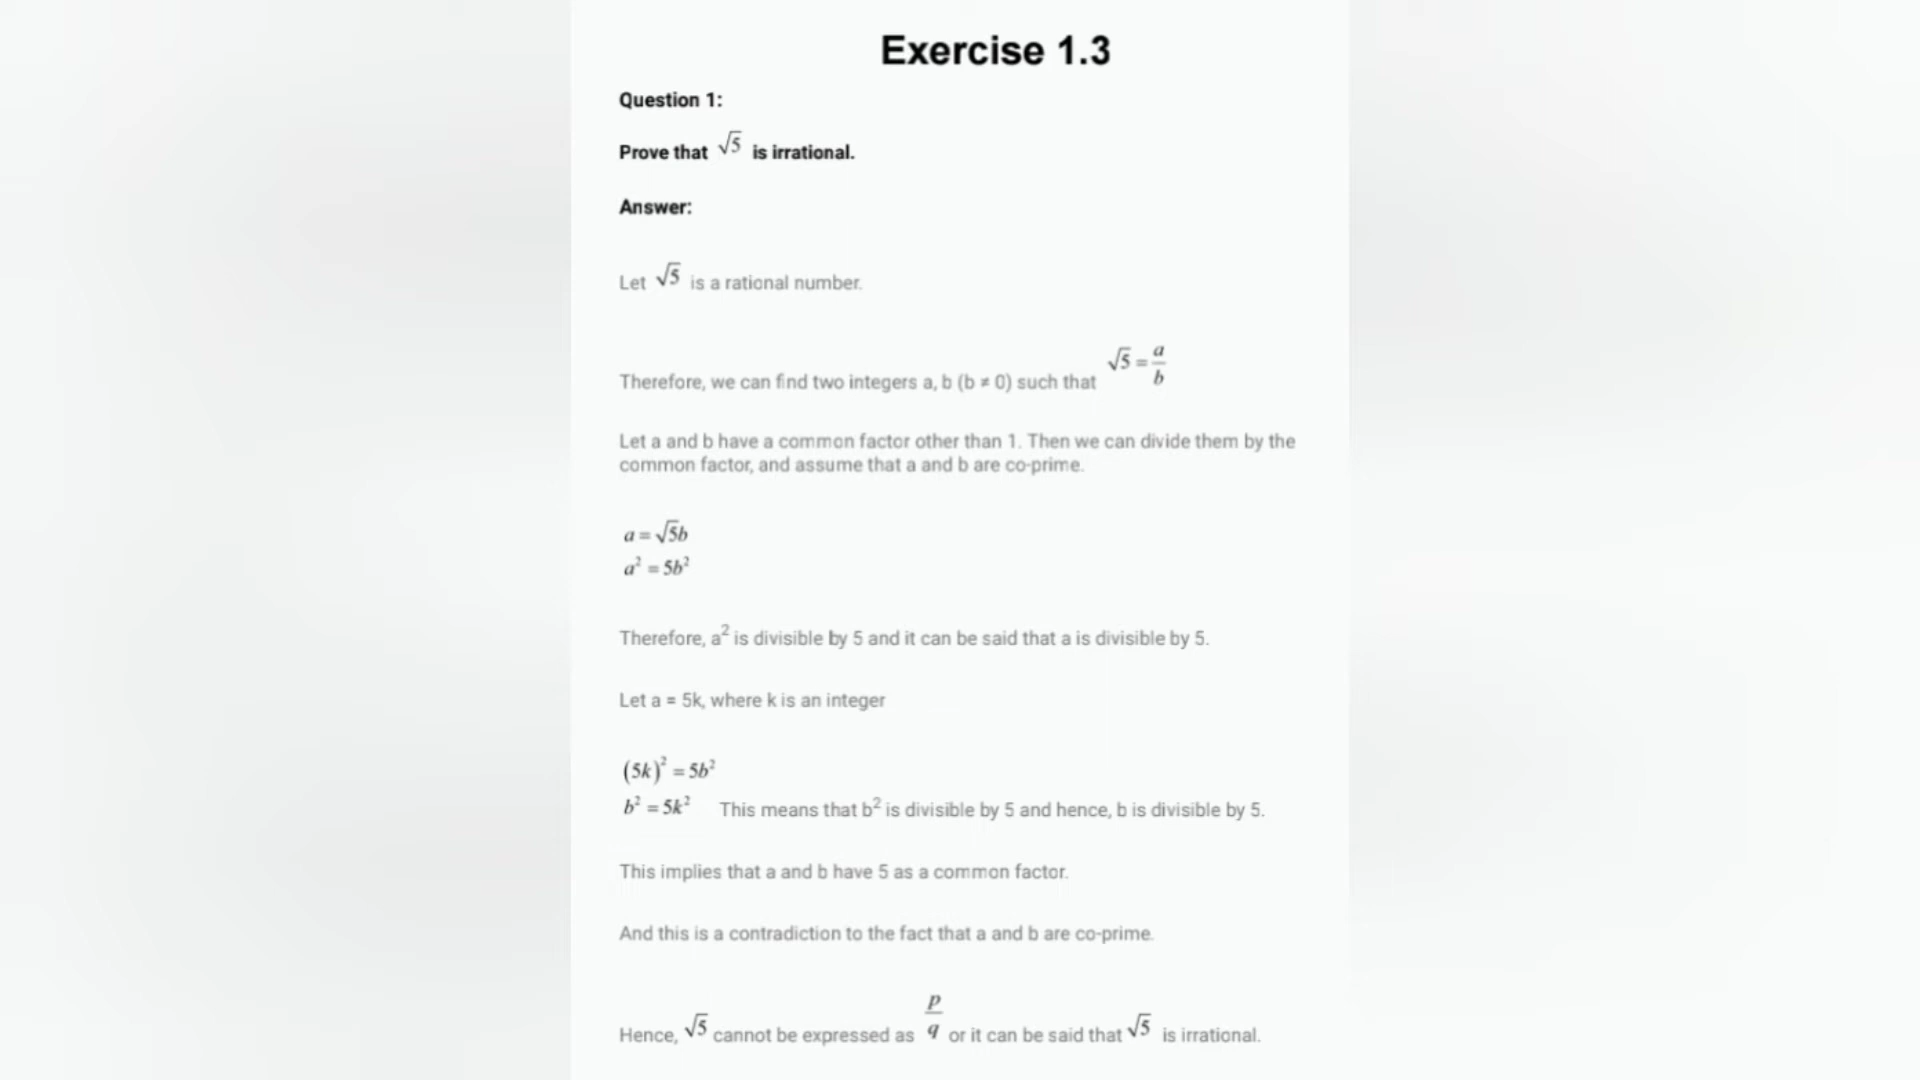 Exercise 1.3
Question 1:
Prove that √5 is irrational.
Answer:
Let √5 is a rational number.
Therefore, we can find two integers a, b (b ≠ 0) such that √5 = a/b
Let a and b have a common factor other than 1. Then we can divide them by the
common factor, and assume that a and b are co-prime.
a = √5b
a² = 5b²
Therefore, a² is divisible by 5 and it can be said that a is divisible by 5.
Let a = 5k, where k is an integer
(5k)² = 5b²
b² = 5k² This means that b² is divisible by 5 and hence, b is divisible by 5.
This implies that a and b have 5 as a common factor.
And this is a contradiction to the fact that a and b are co-prime.
Hence, √5 cannot be expressed as p/q or it can be said that √5 is irrational.